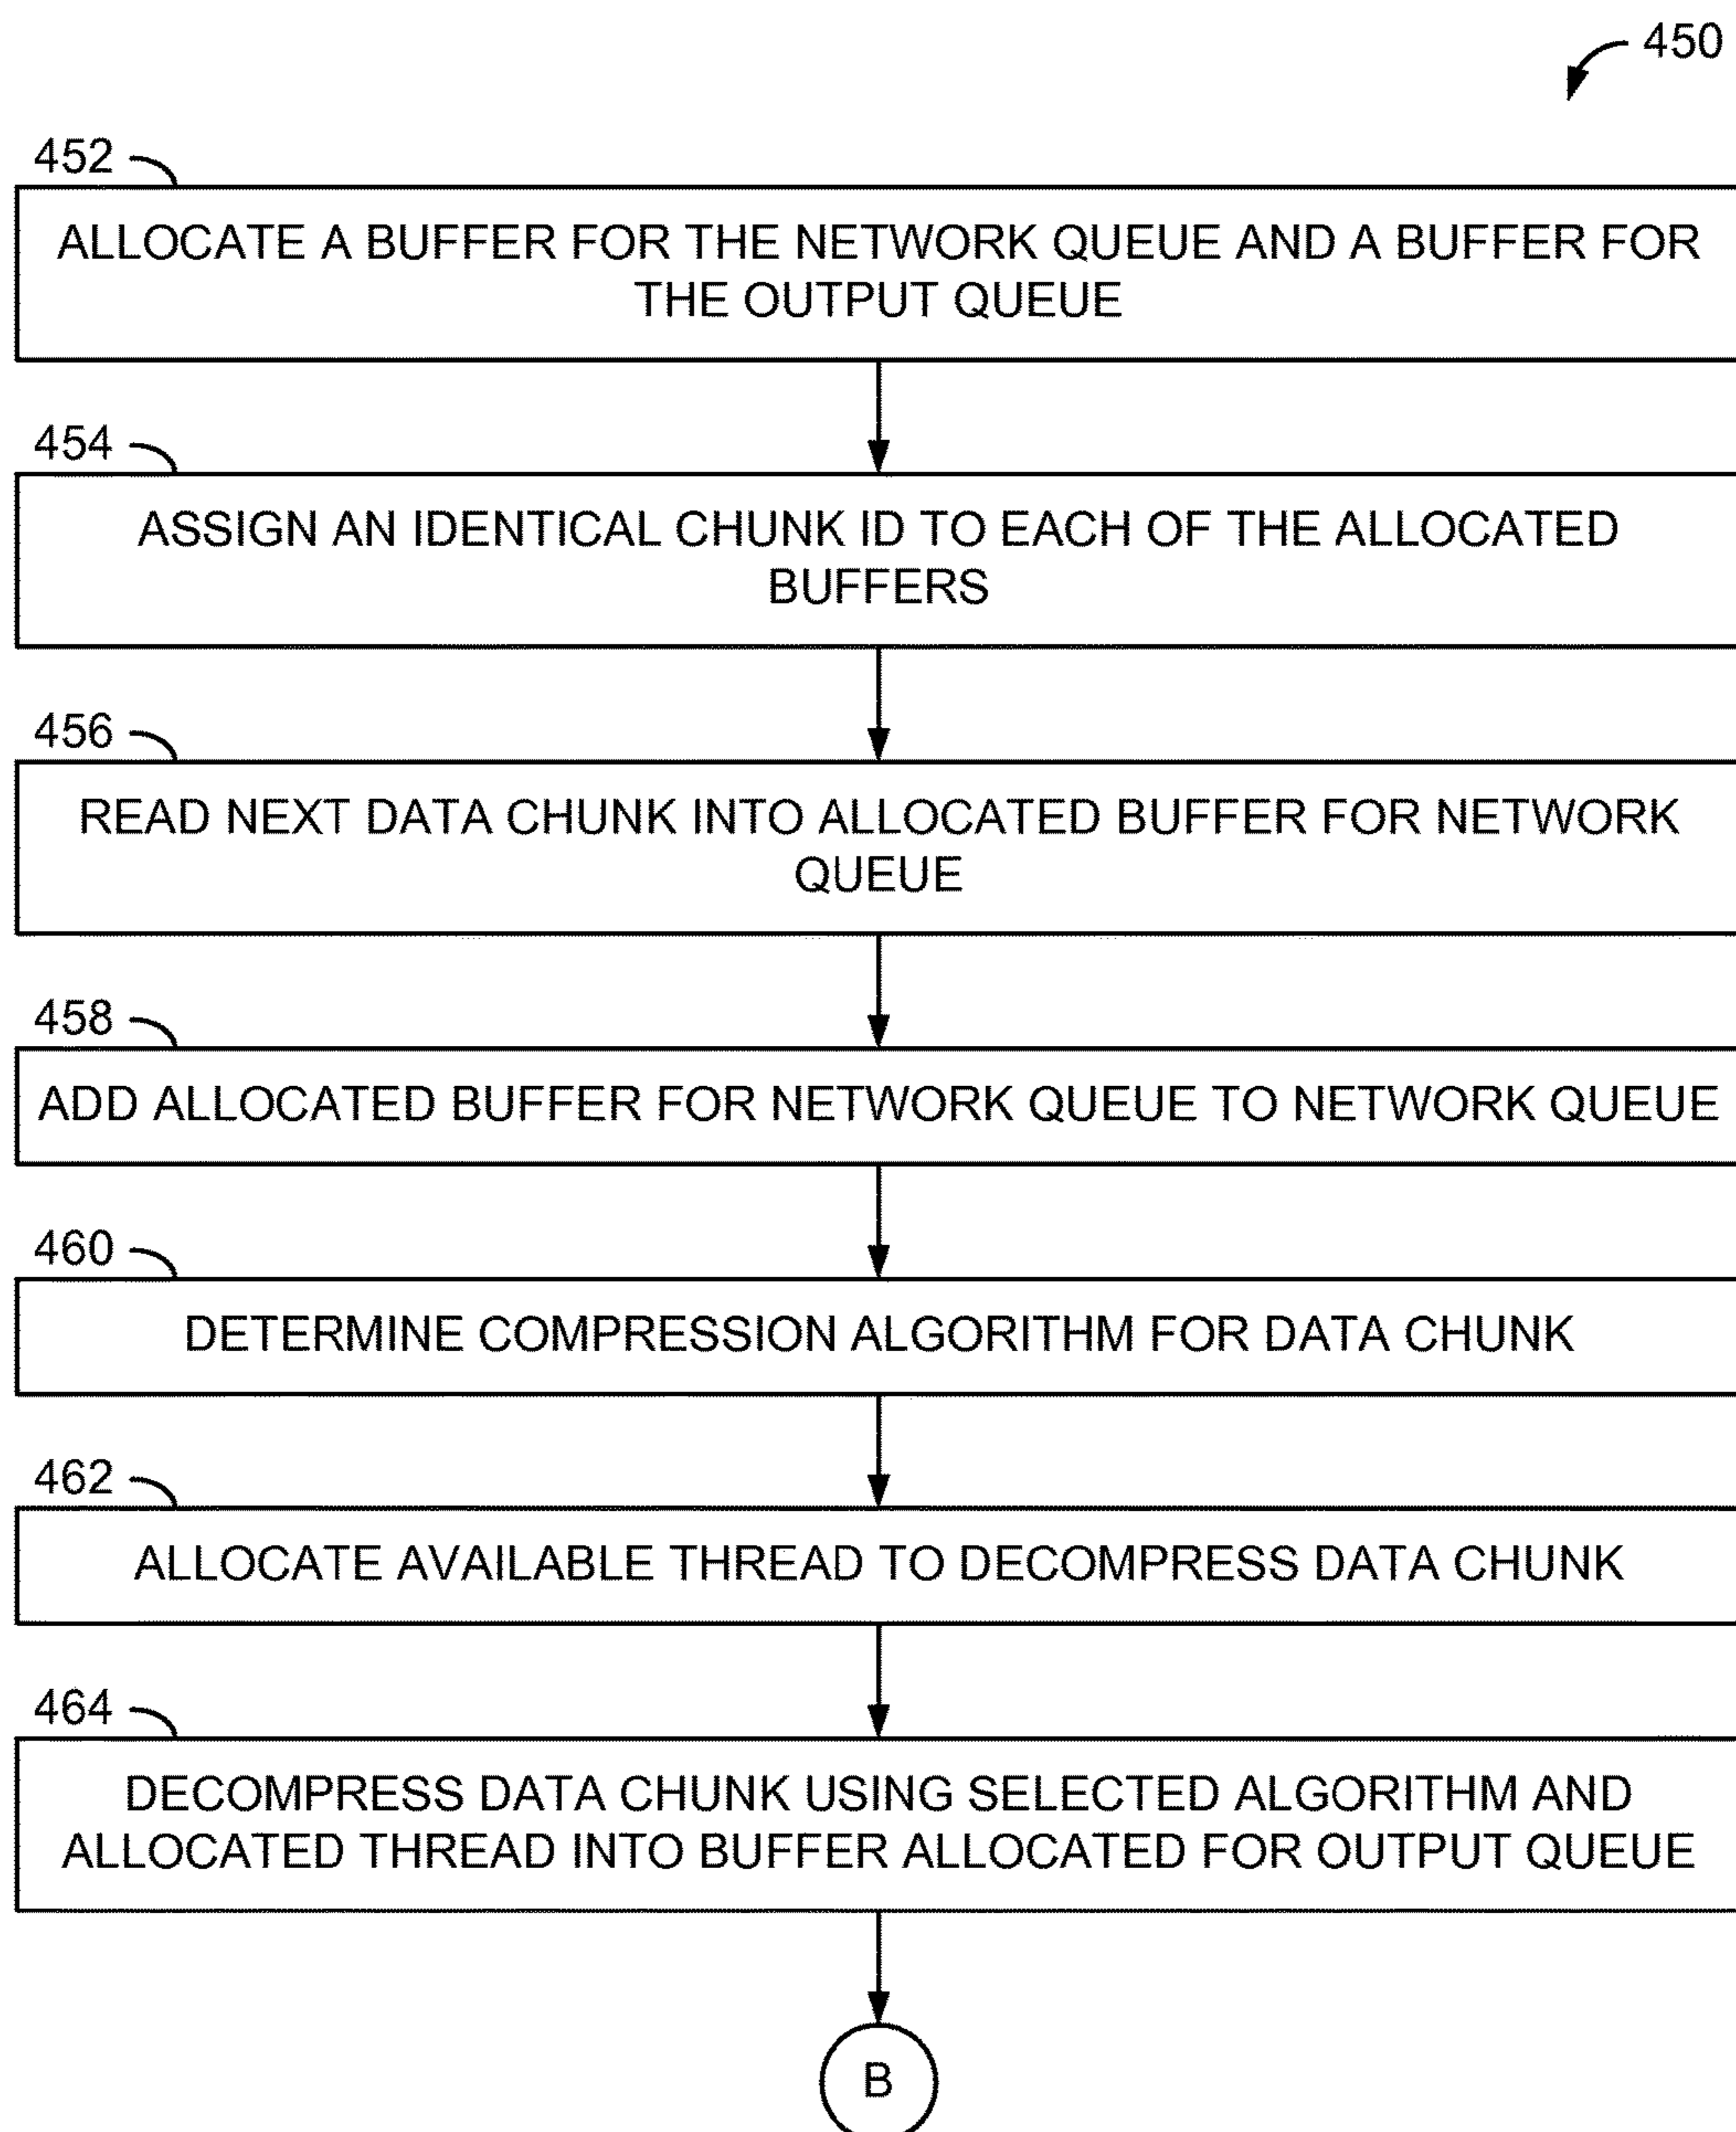 450
452
ALLOCATE A BUFFER FOR THE NETWORK QUEUE AND A BUFFER FOR
THE OUTPUT QUEUE
454
ASSIGN AN IDENTICAL CHUNK ID TO EACH OF THE ALLOCATED
BUFFERS
456
READ NEXT DATA CHUNK INTO ALLOCATED BUFFER FOR NETWORK
QUEUE
458
ADD ALLOCATED BUFFER FOR NETWORK QUEUE TO NETWORK QUEUE
460
DETERMINE COMPRESSION ALGORITHM FOR DATA CHUNK
462
ALLOCATE AVAILABLE THREAD TO DECOMPRESS DATA CHUNK
464
DECOMPRESS DATA CHUNK USING SELECTED ALGORITHM AND
ALLOCATED THREAD INTO BUFFER ALLOCATED FOR OUTPUT QUEUE
B